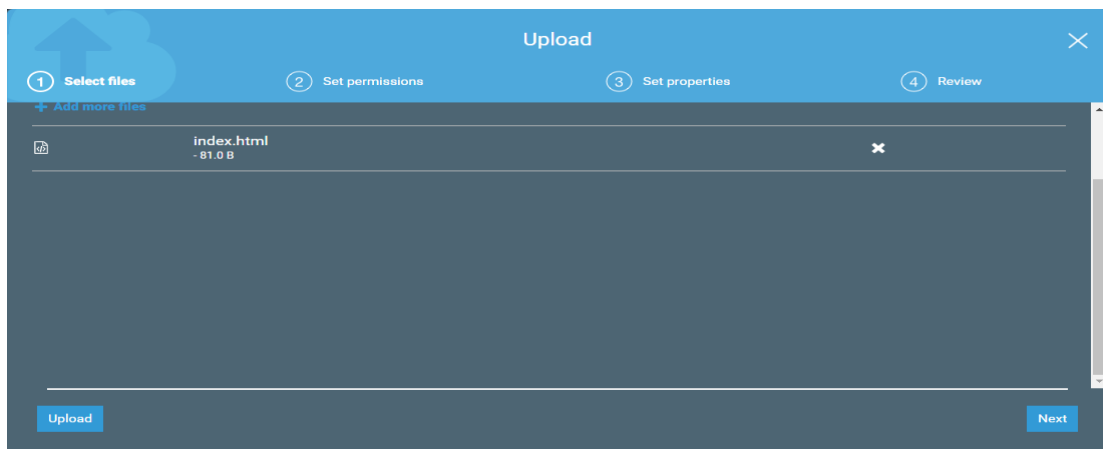 Upload
1 Select files
2 Set permissions
3 Set properties
4 Review
+ Add more files
index.html
- 81.0 B
Upload
Next